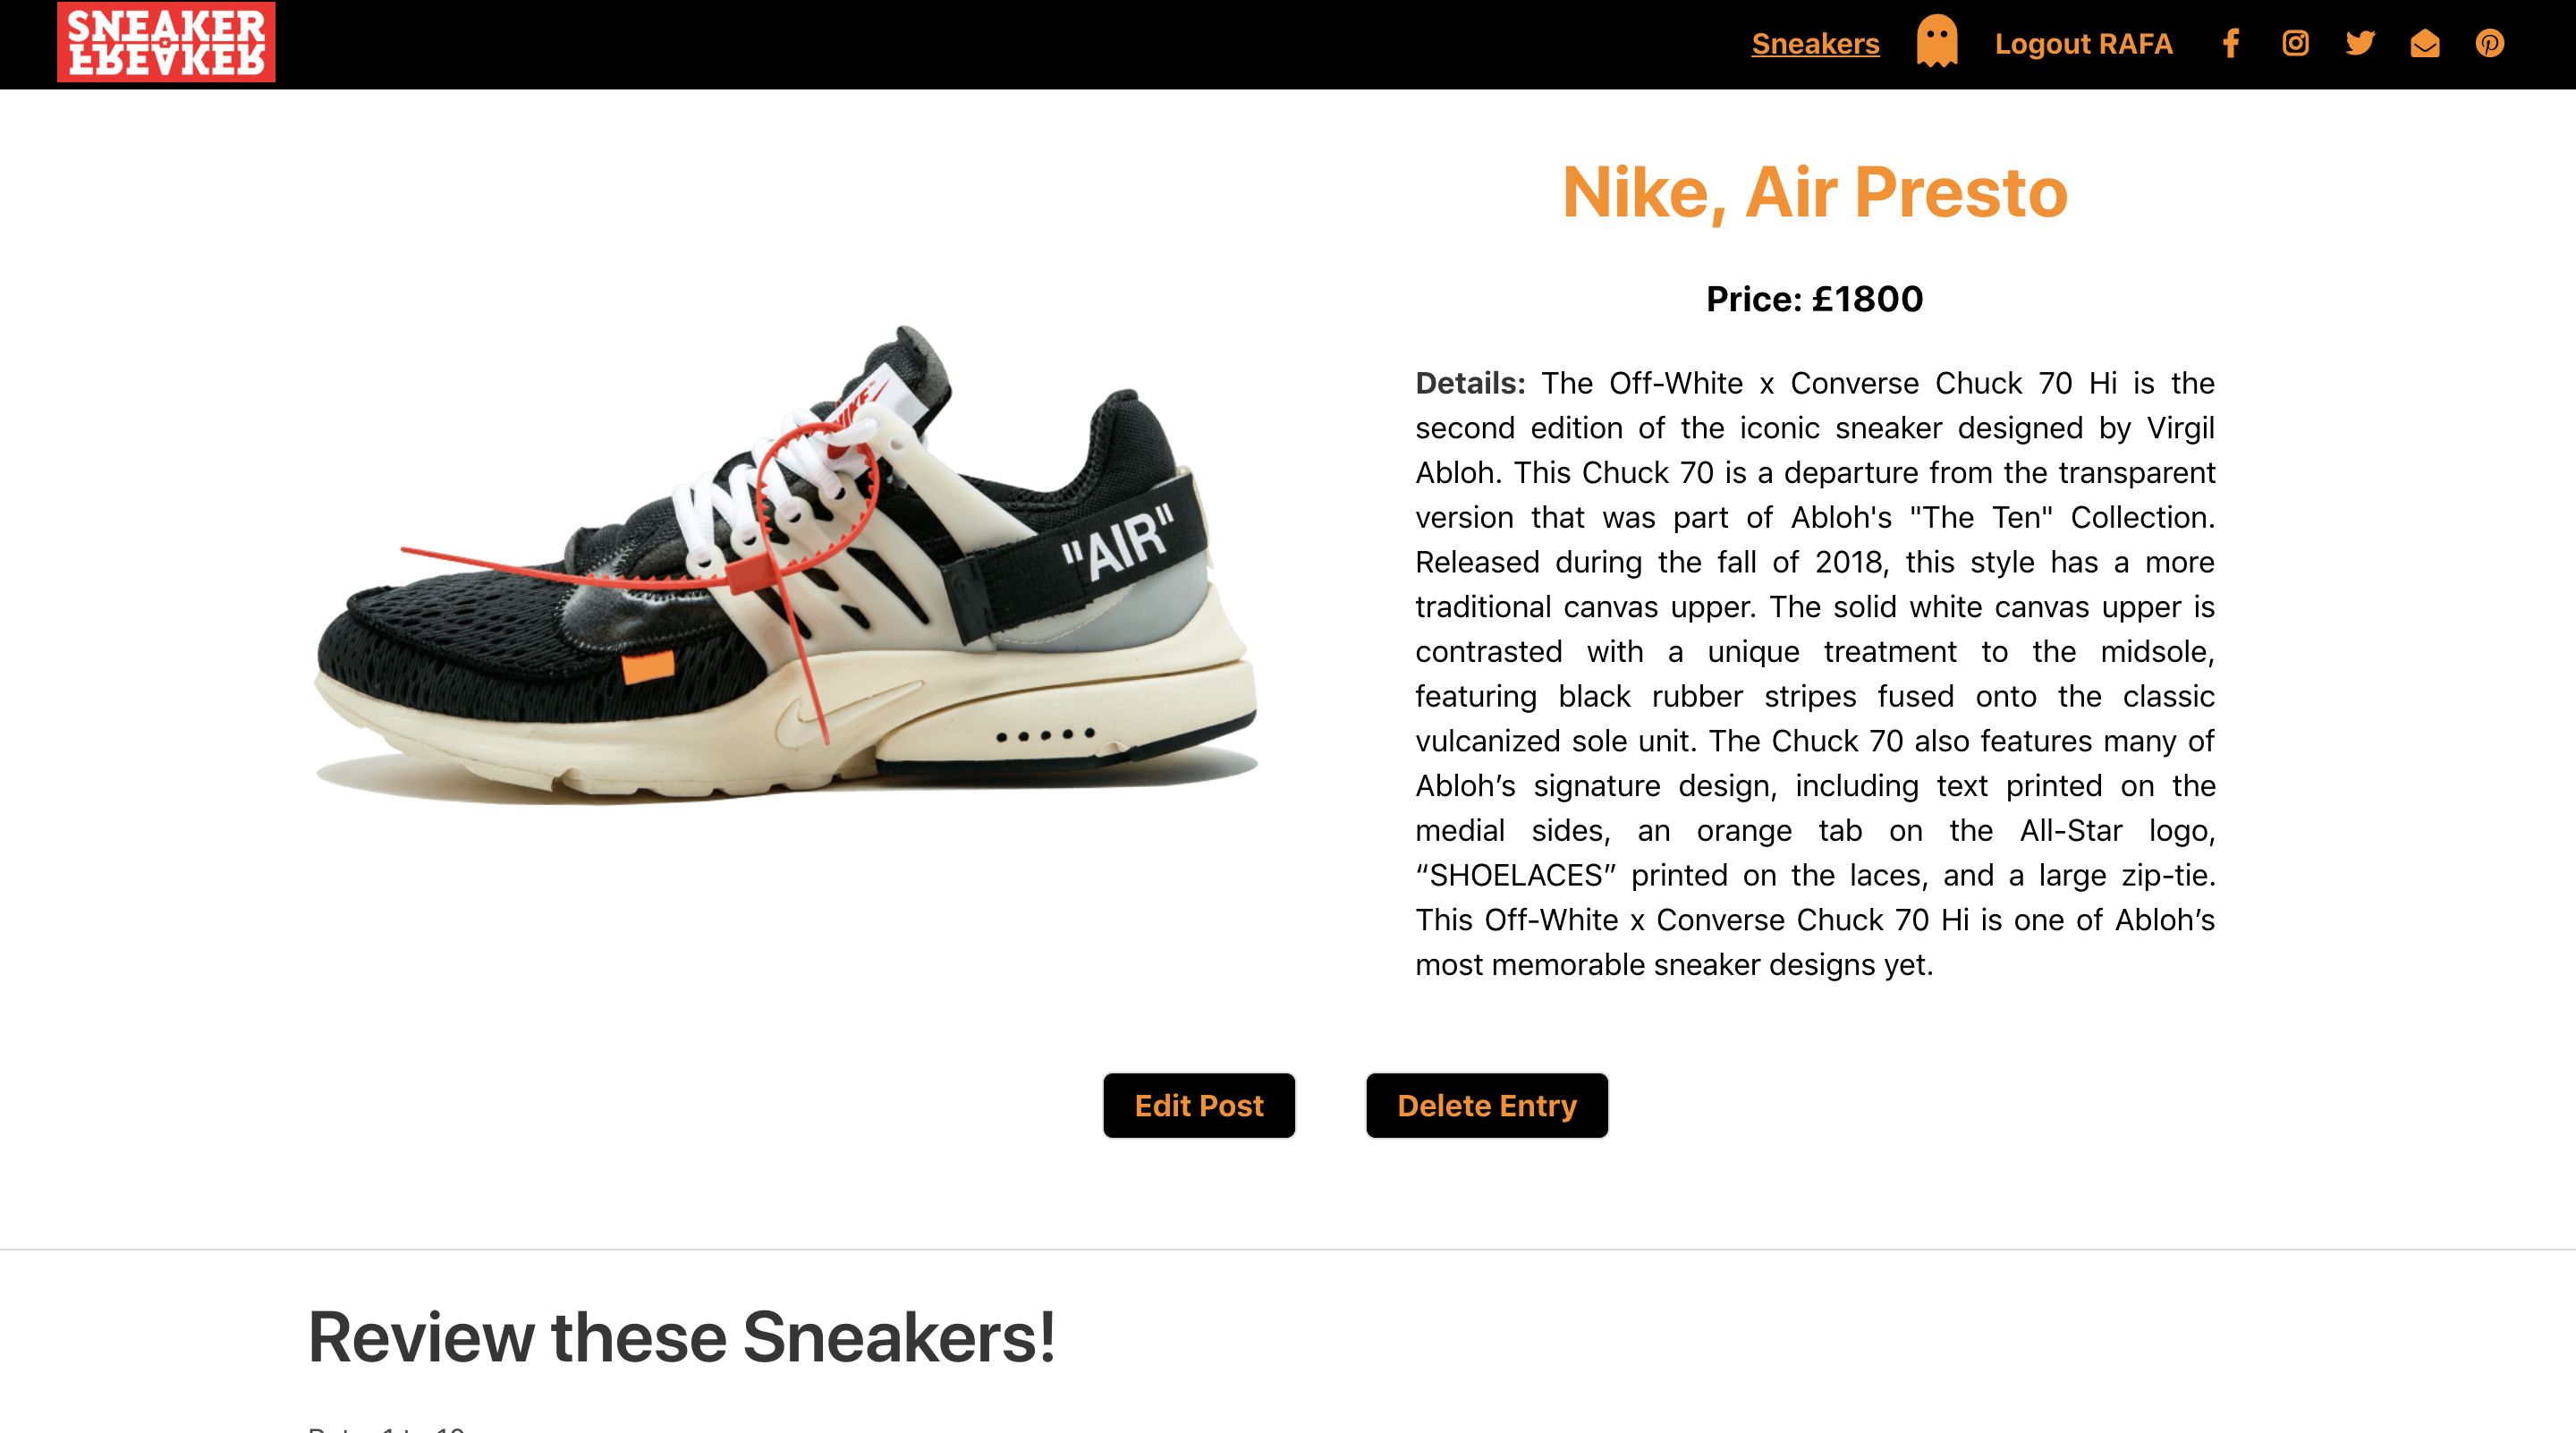 SNEAKER
FREAKER
Sneakers
Logout RAFA
Nike, Air Presto
Price: £1800
Details: The Off-White x Converse Chuck 70 Hi is the
second edition of the iconic sneaker designed by Virgil
Abloh. This Chuck 70 is a departure from the transparent
version that was part of Abloh's "The Ten" Collection.
Released during the fall of 2018, this style has a more
traditional canvas upper. The solid white canvas upper is
contrasted with a unique treatment to the midsole,
featuring black rubber stripes fused onto the classic
vulcanized sole unit. The Chuck 70 also features many of
Abloh’s signature design, including text printed on the
medial sides, an orange tab on the All-Star logo,
“SHOELACES” printed on the laces, and a large zip-tie.
This Off-White x Converse Chuck 70 Hi is one of Abloh’s
most memorable sneaker designs yet.
NIKE
"AIR"
Edit Post
Delete Entry
Review these Sneakers!